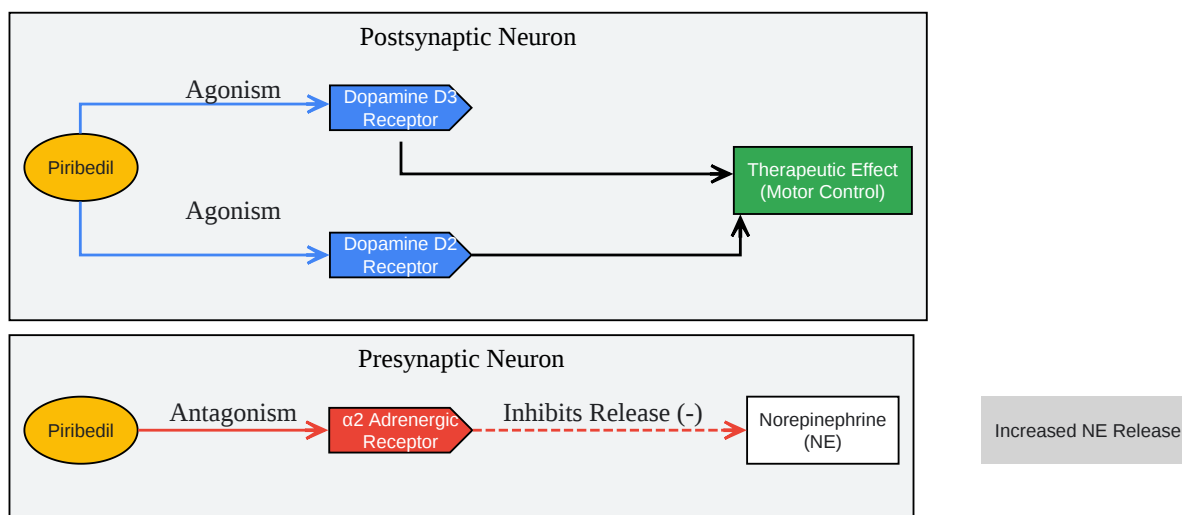 Postsynaptic Neuron
Agonism
Dopamine D3
Receptor
Piribedil
Therapeutic Effect
(Motor Control)
Agonism
Dopamine D2
Receptor
Presynaptic Neuron
Piribedil
Antagonism
α2 Adrenergic
Receptor
Inhibits Release (-)
Norepinephrine
(NE)
Increased NE Release